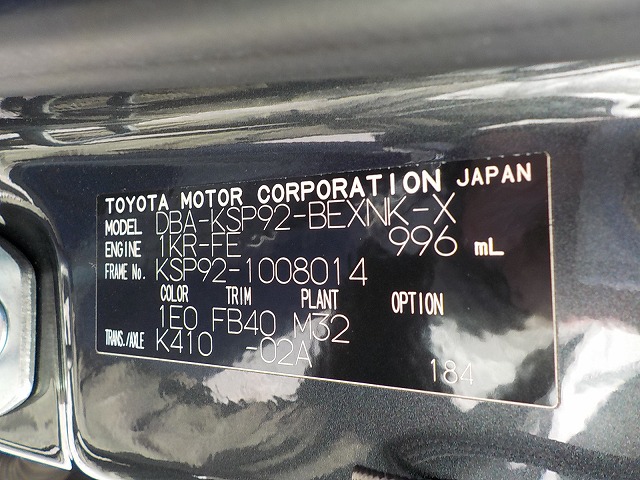 TOYOTA MOTOR CORPORATION JAPAN
MODEL DBA-KSP92-BEXNK-X
ENGINE 1KR-FE 996 mL
FRAME No. KSP92-1008014
COLOR TRIM PLANT OPTION
1E0 FB40 M32
TRANS./AXLE K410 -02A
184